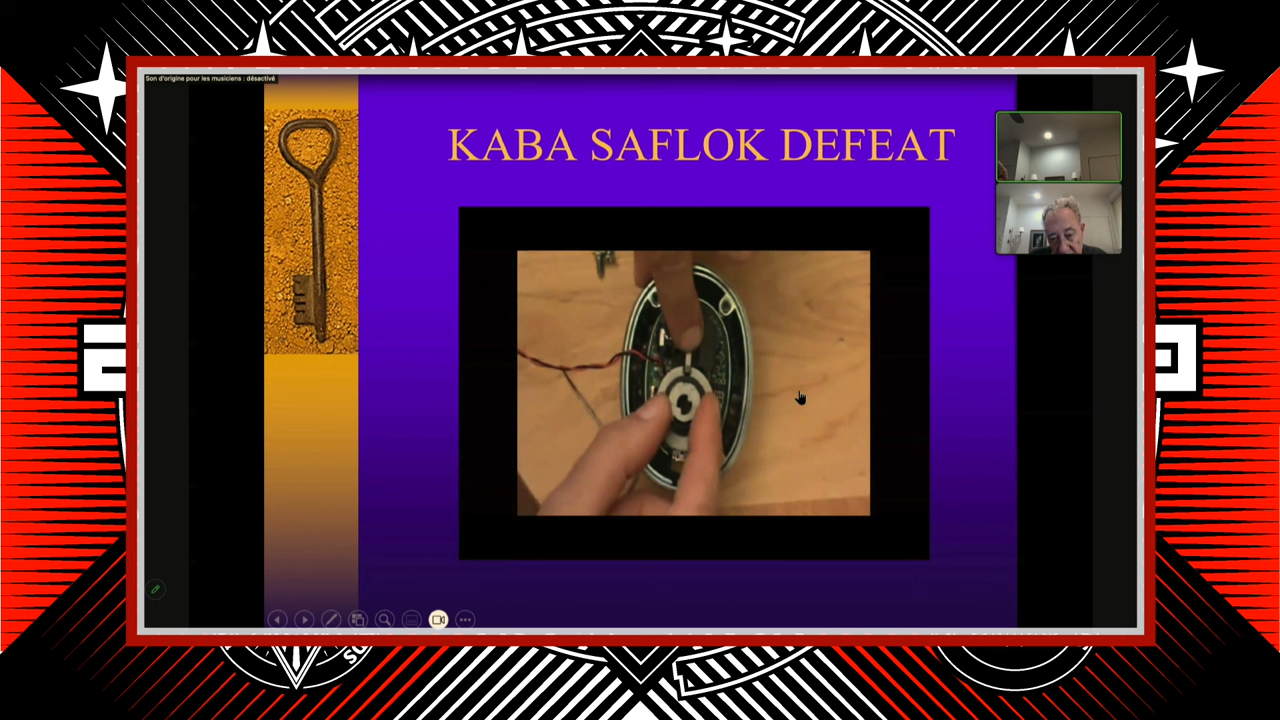 Son d'origine pour les musiciens : désactivé
KABA SAFLOK DEFEAT